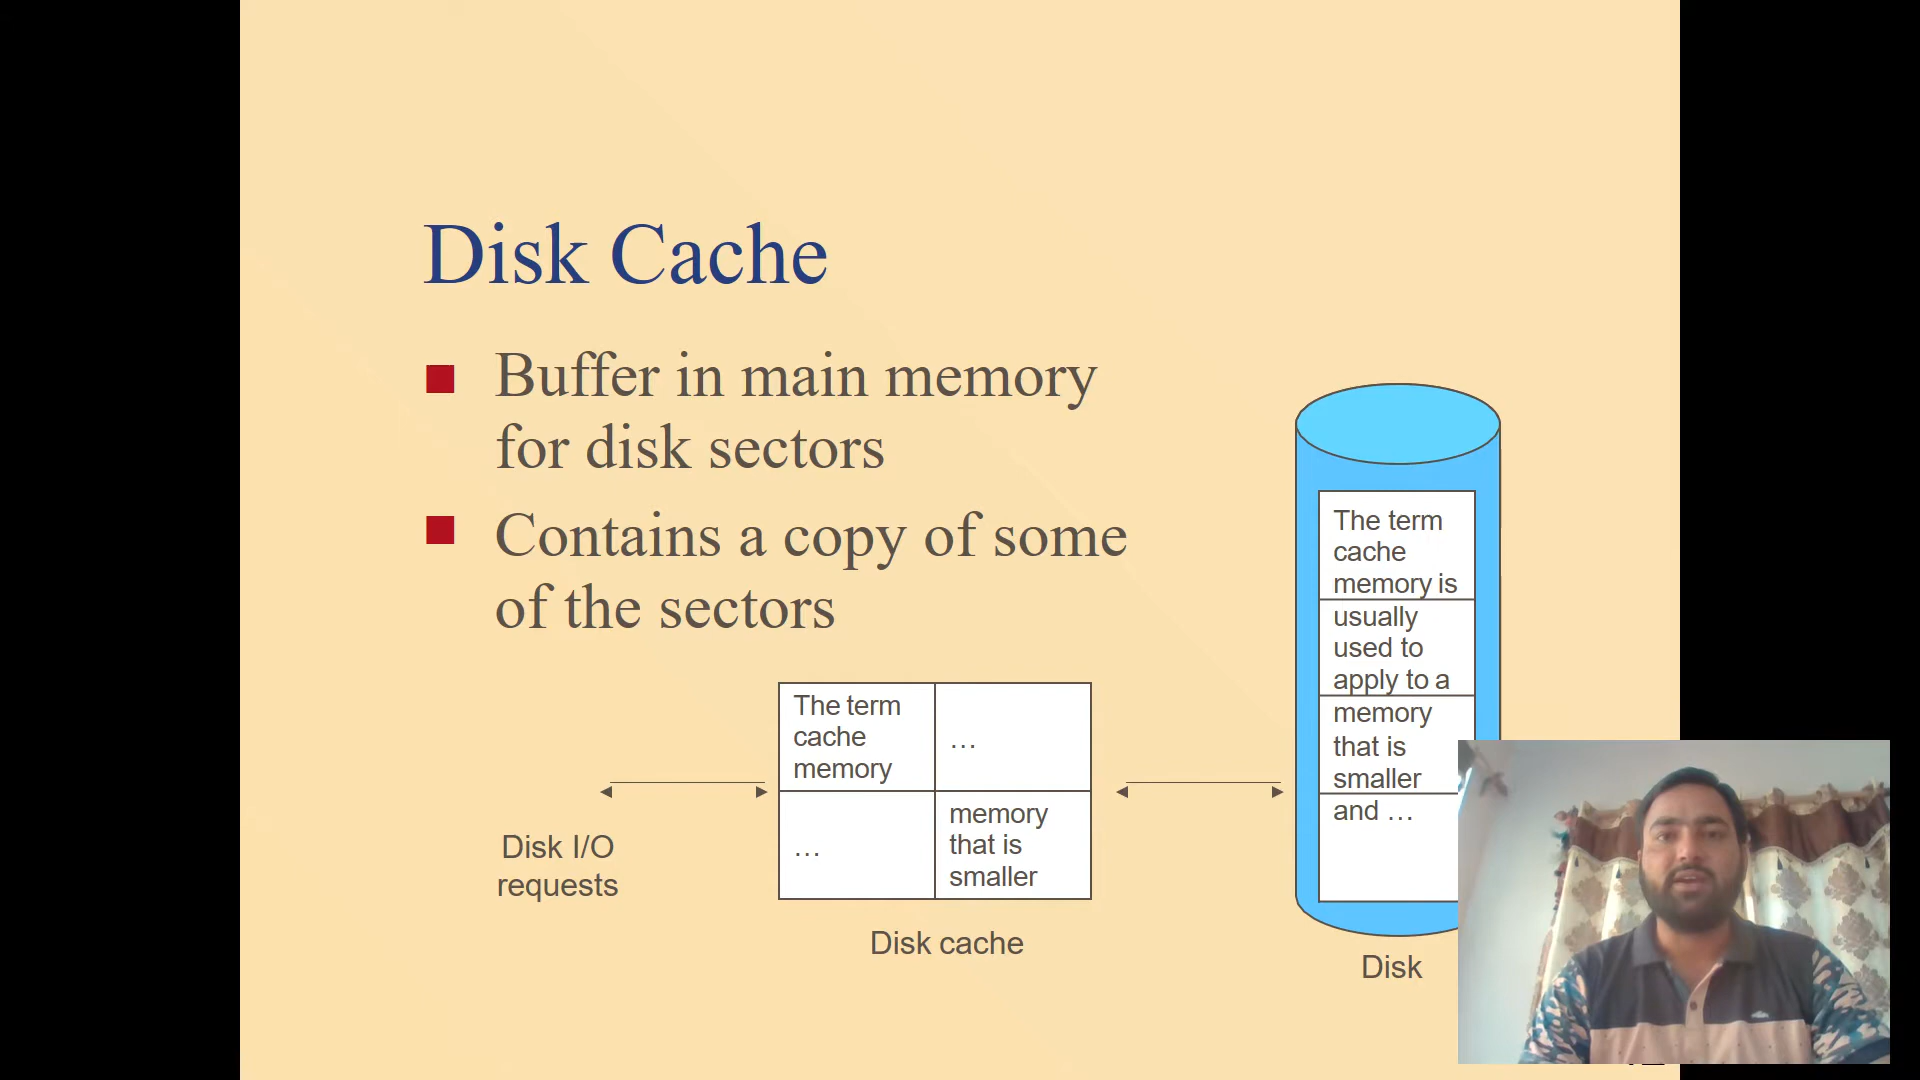 Disk Cache
Buffer in main memory
for disk sectors
Contains a copy of some
of the sectors
The term
cache
memory is
usually
used to
apply to a
memory
that is
smaller
and …
The term
cache
memory
…
…
memory
that is
smaller
Disk I/O
requests
Disk cache
Disk